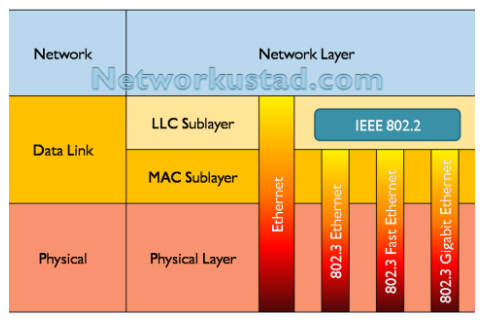 Network
Network Layer
Networkustad.com
Data Link
LLC Sublayer
IEEE 802.2
MAC Sublayer
Physical
Physical Layer
Ethernet
802.3 Ethernet
802.3 Fast Ethernet
802.3 Gigabit Ethernet